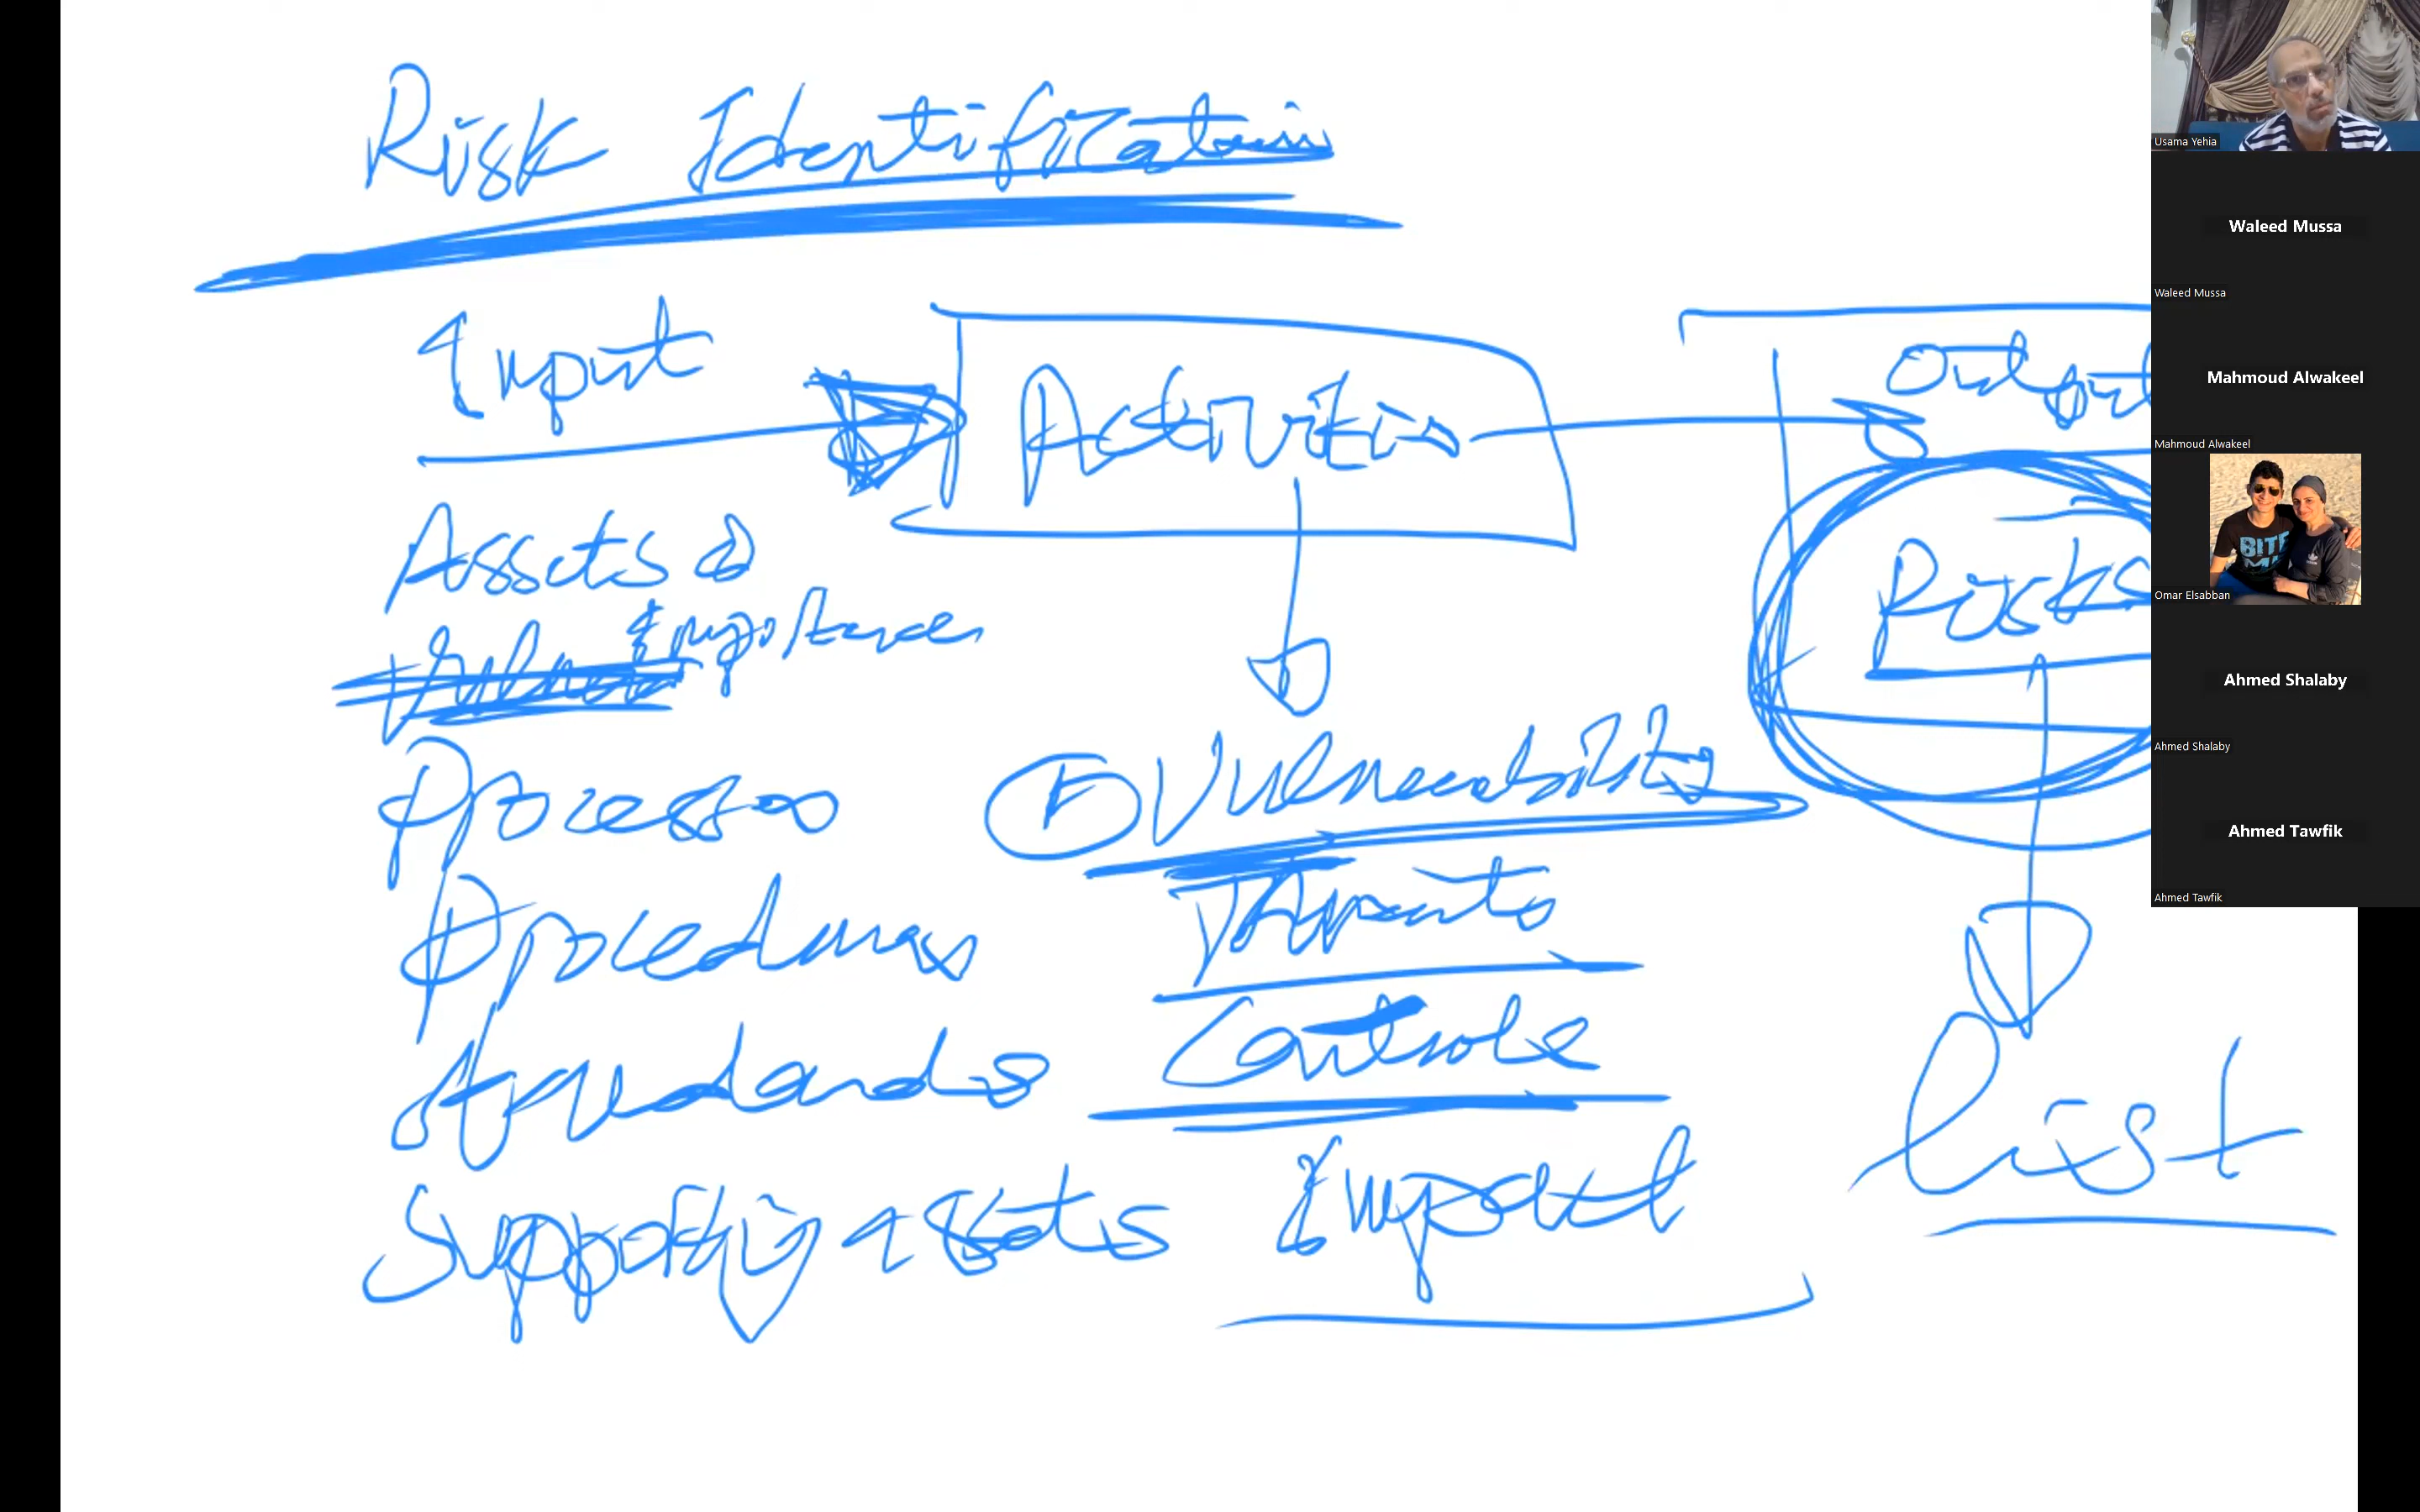 Risk Identification
Input
Activities
Output
Assets &
Importance
Risks
Processes
Vulnerability
Procedures
Threats
Controls
Standards
Supporting assets
Impact
List
Usama Yehia
Waleed Mussa
Waleed Mussa
Mahmoud Alwakeel
Mahmoud Alwakeel
BITE
ME
Omar Elsabban
Ahmed Shalaby
Ahmed Shalaby
Ahmed Tawfik
Ahmed Tawfik